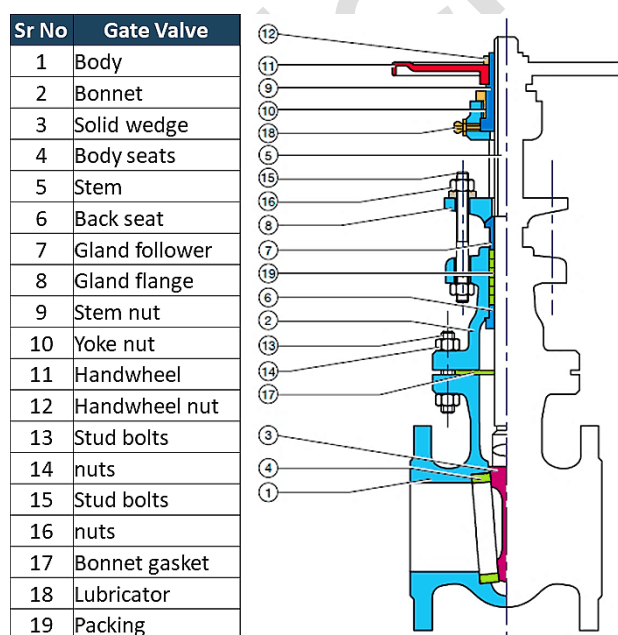 Sr No Gate Valve
1 Body
2 Bonnet
3 Solid wedge
4 Body seats
5 Stem
6 Back seat
7 Gland follower
8 Gland flange
9 Stem nut
10 Yoke nut
11 Handwheel
12 Handwheel nut
13 Stud bolts
14 nuts
15 Stud bolts
16 nuts
17 Bonnet gasket
18 Lubricator
19 Packing
12
11
9
10
18
5
15
16
8
7
19
6
2
13
14
17
3
4
1